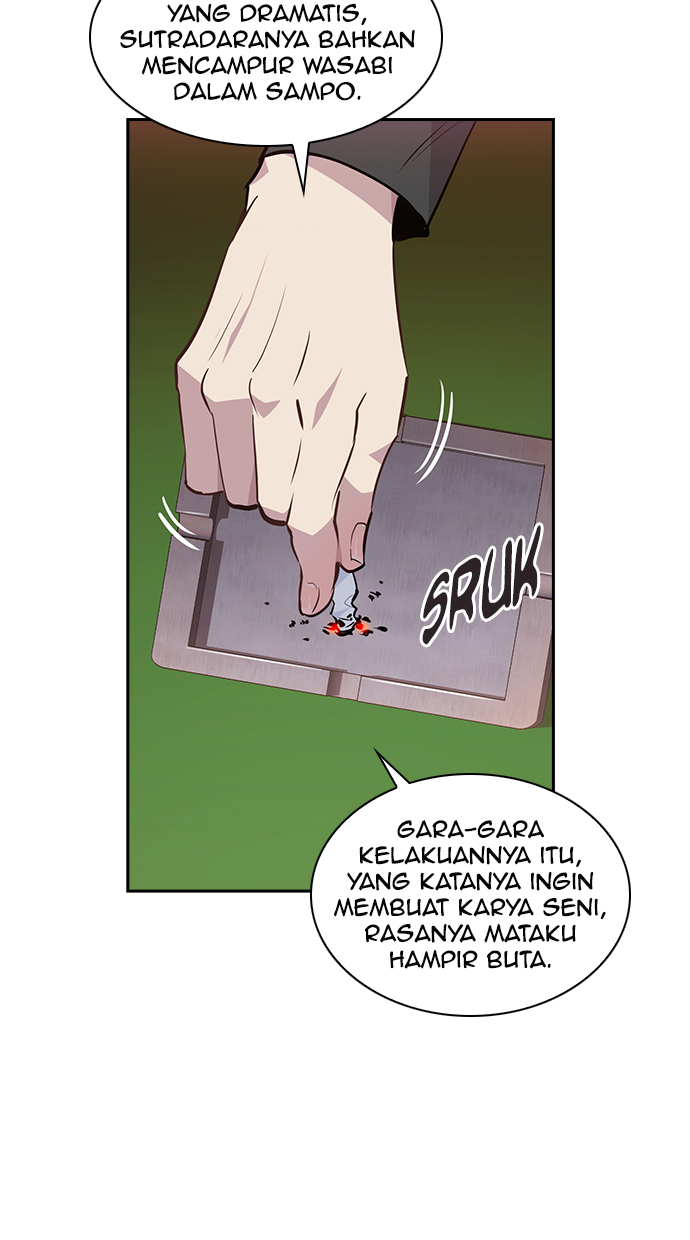 YANG DRAMATIS,
SUTRADARANYA BAHKAN
MENCAMPUR WASABI
DALAM SAMPO.
SRUK
GARA-GARA
KELAKUANNYA ITU,
YANG KATANYA INGIN
MEMBUAT KARYA SENI,
RASANYA MATAKU
HAMPIR BUTA.